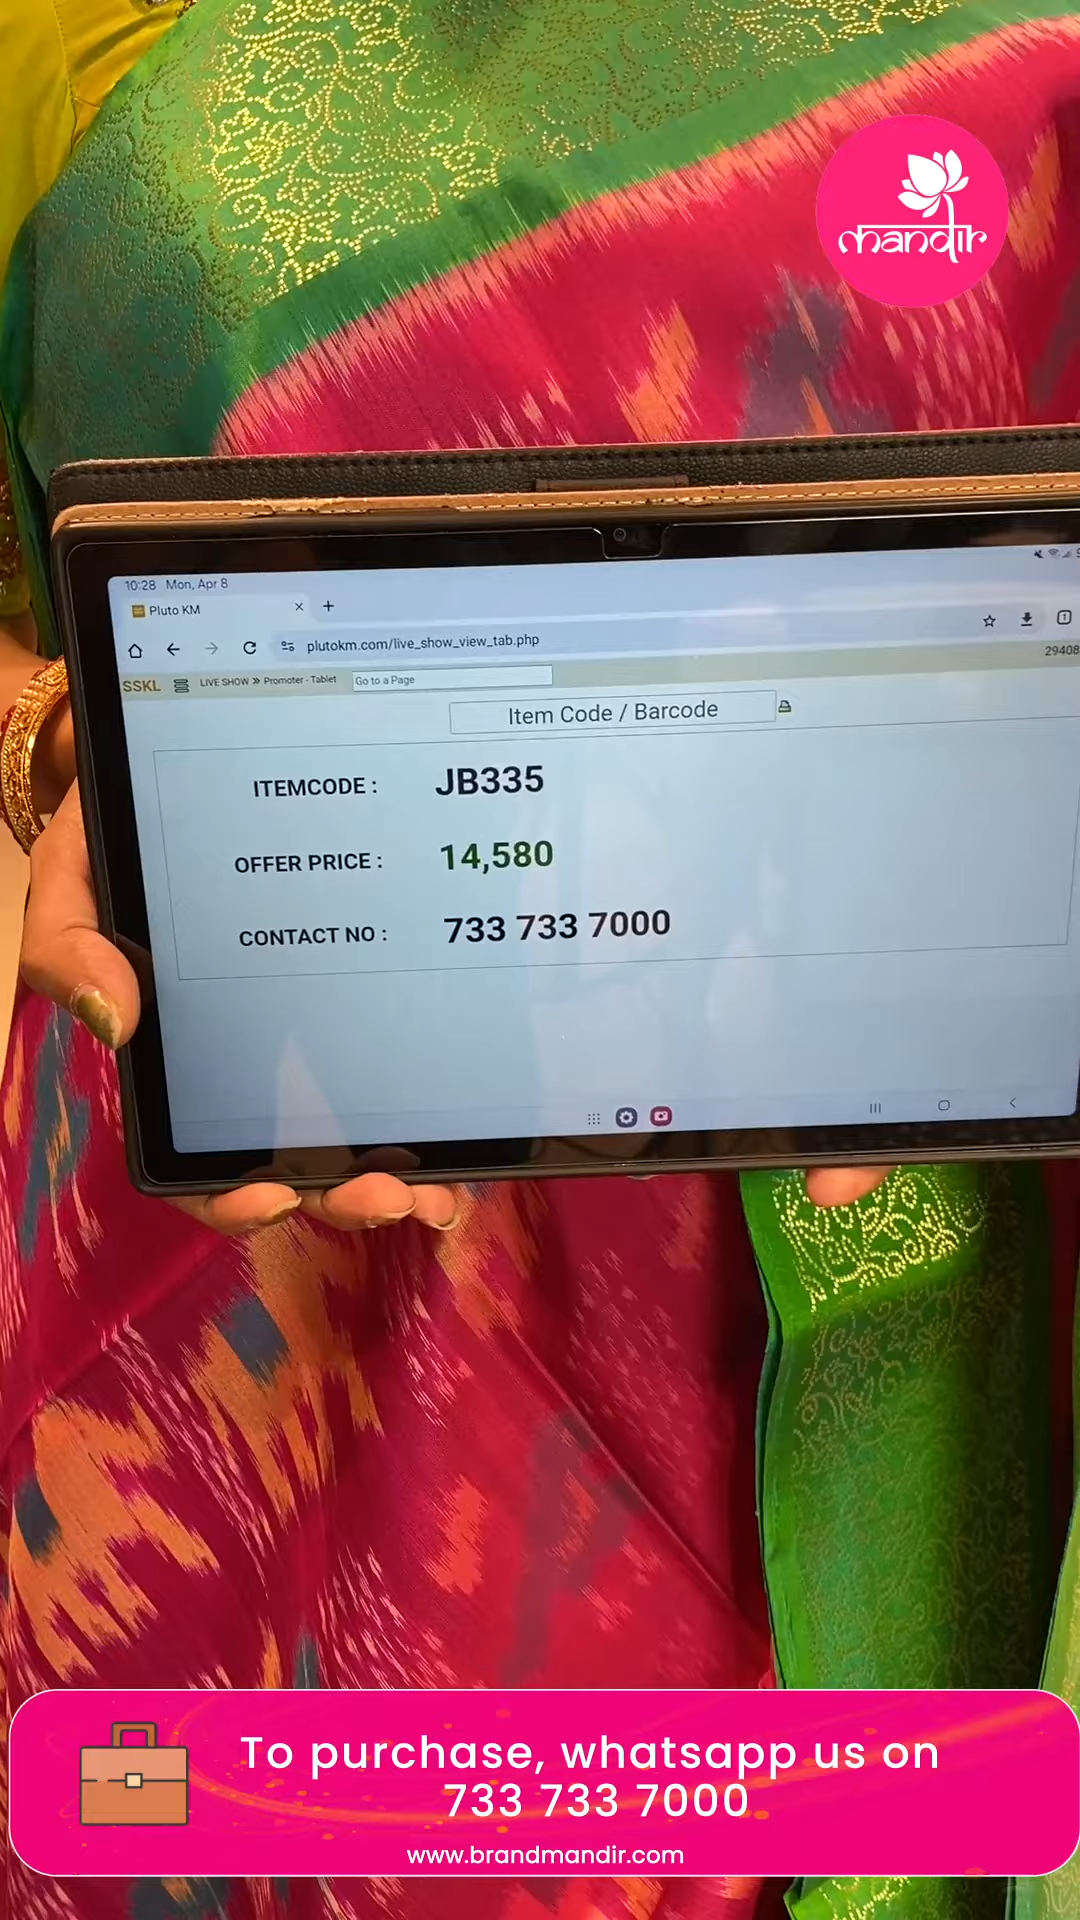 mandir
10:28 Mon, Apr 8
Pluto KM
plutokm.com/live_show_view_tab.php
29408
SSKL LIVE SHOW » Promoter - Tablet Go to a Page
Item Code / Barcode
ITEMCODE : JB335
OFFER PRICE : 14,580
CONTACT NO : 733 733 7000
To purchase, whatsapp us on
733 733 7000
www.brandmandir.com